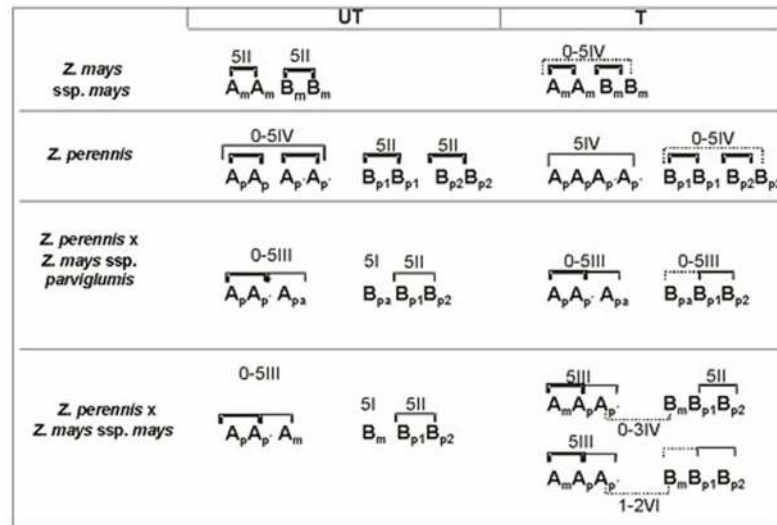 UT T
5II 5II 0-5IV
Z. mays
ssp. mays
AₘAₘ BₘBₘ AₘAₘ BₘBₘ
0-5IV 5II 5II 5IV 0-5IV
Z. perennis
AₚAₚ Aₚ'Aₚ' Bₚ₁Bₚ₁ Bₚ₂Bₚ₂ AₚAₚAₚ'Aₚ' Bₚ₁Bₚ₁ Bₚ₂Bₚ₂
Z. perennis x
Z. mays ssp.
parviglumis
0-5III 5I 5II 0-5III 0-5III
AₚAₚ' Aₚₐ Bₚₐ Bₚ₁Bₚ₂ AₚAₚ' Aₚₐ BₚₐBₚ₁Bₚ₂
0-5III 5I 5II 5III 5II
Z. perennis x
Z. mays ssp. mays
AₚAₚ' Aₘ Bₘ Bₚ₁Bₚ₂ AₘAₚAₚ' BₘBₚ₁Bₚ₂
0-3IV
5III
AₘAₚAₚ' BₘBₚ₁Bₚ₂
1-2VI